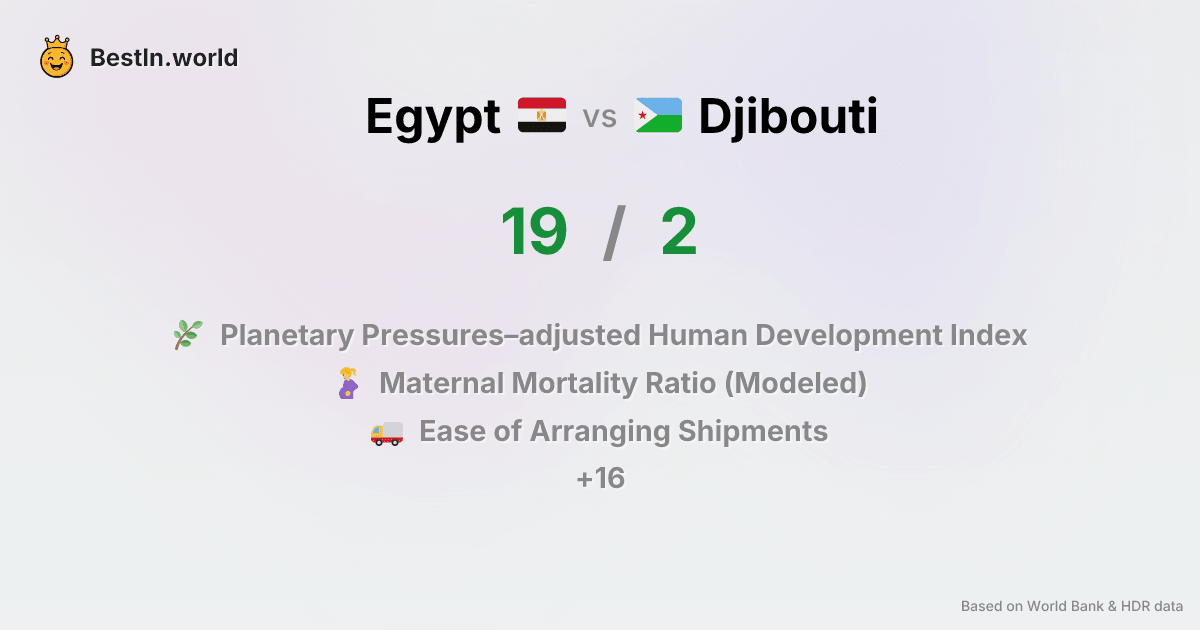 BestIn.world
Egypt vs Djibouti
19 / 2
Planetary Pressures–adjusted Human Development Index
Maternal Mortality Ratio (Modeled)
Ease of Arranging Shipments
+16
Based on World Bank & HDR data